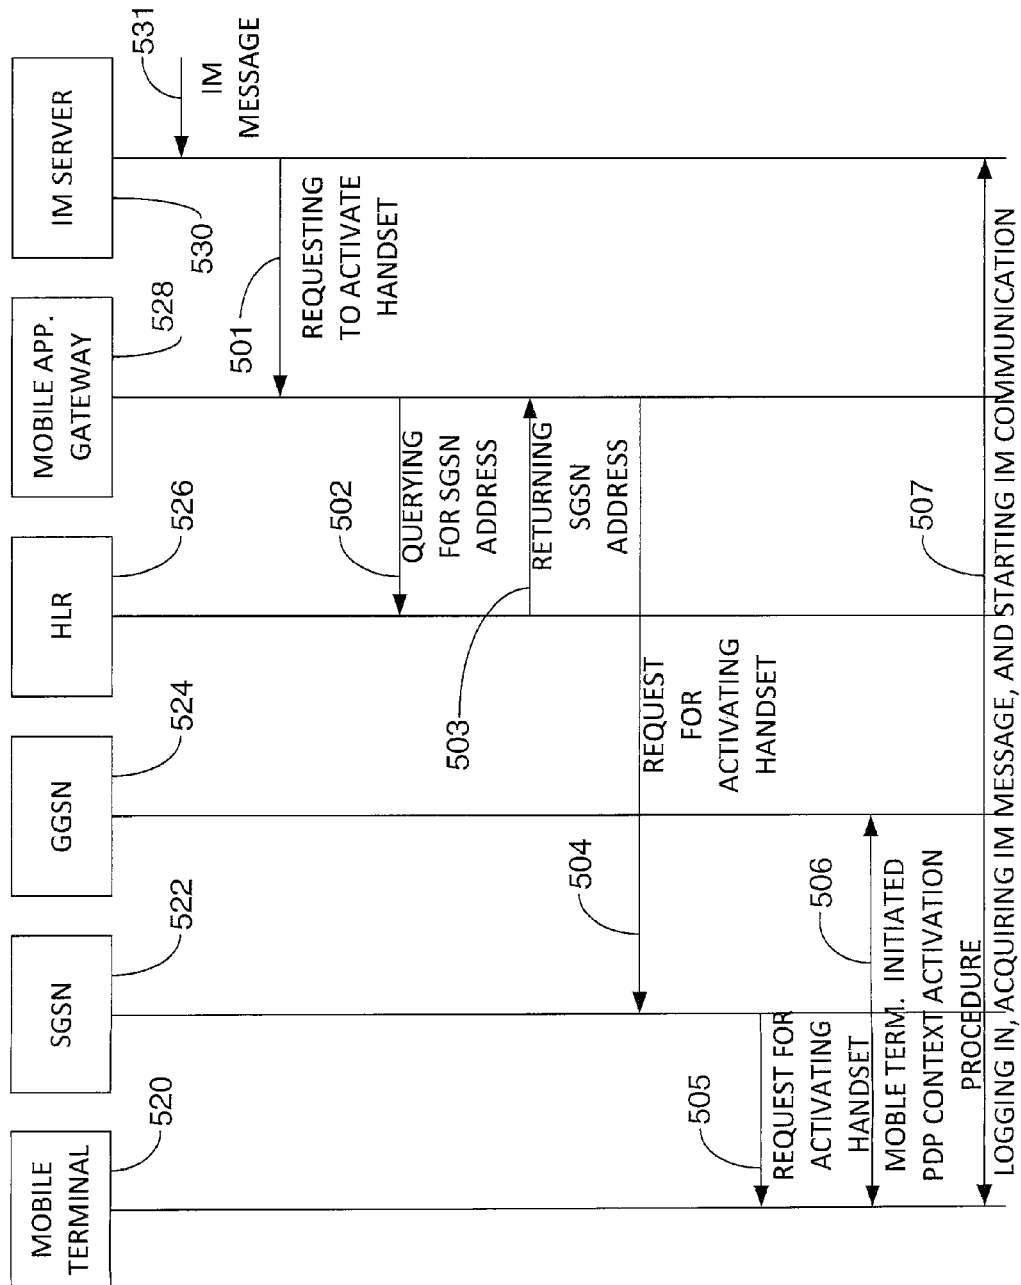 MOBILE
TERMINAL
520
SGSN
522
GGSN
524
HLR
526
MOBILE APP.
GATEWAY
528
IM SERVER
530
531
IM
MESSAGE
501
REQUESTING
TO ACTIVATE
HANDSET
502
QUERYING
FOR SGSN
ADDRESS
503
RETURNING
SGSN
ADDRESS
504
REQUEST
FOR
ACTIVATING
HANDSET
505
REQUEST FOR
ACTIVATING
HANDSET
506
MOBLE TERM. INITIATED
PDP CONTEXT ACTIVATION
PROCEDURE
507
LOGGING IN, ACQUIRING IM MESSAGE, AND STARTING IM COMMUNICATION